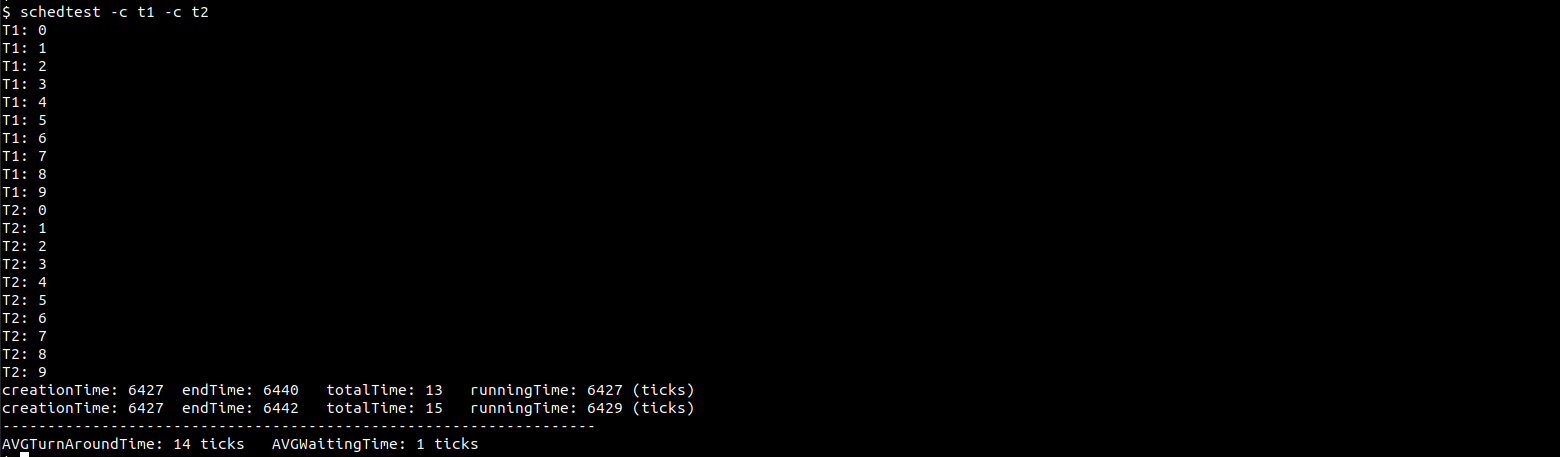 $ schedtest -c t1 -c t2
T1: 0
T1: 1
T1: 2
T1: 3
T1: 4
T1: 5
T1: 6
T1: 7
T1: 8
T1: 9
T2: 0
T2: 1
T2: 2
T2: 3
T2: 4
T2: 5
T2: 6
T2: 7
T2: 8
T2: 9
creationTime: 6427  endTime: 6440   totalTime: 13   runningTime: 6427 (ticks)
creationTime: 6427  endTime: 6442   totalTime: 15   runningTime: 6429 (ticks)
------------------------------------------------------------------
AVGTurnAroundTime: 14 ticks   AVGWaitingTime: 1 ticks